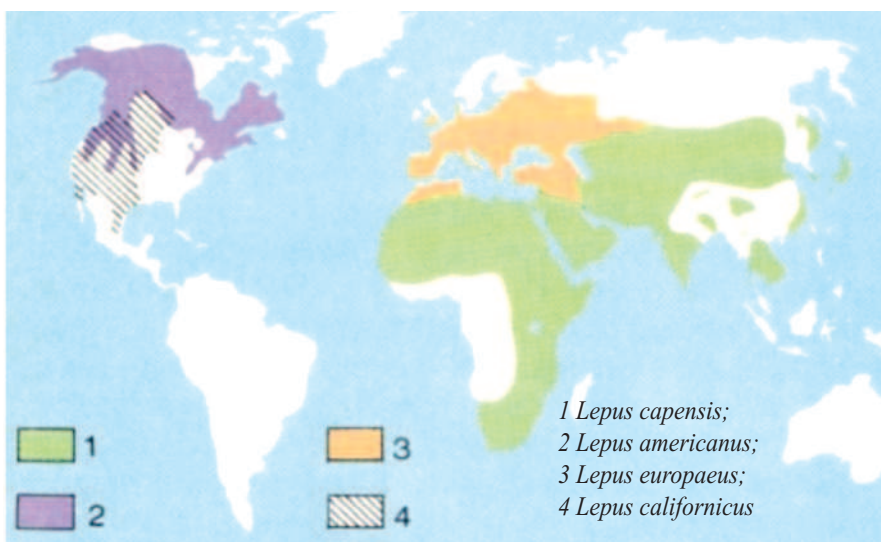 1 Lepus capensis;
2 Lepus americanus;
3 Lepus europaeus;
4 Lepus californicus
1
3
2
4